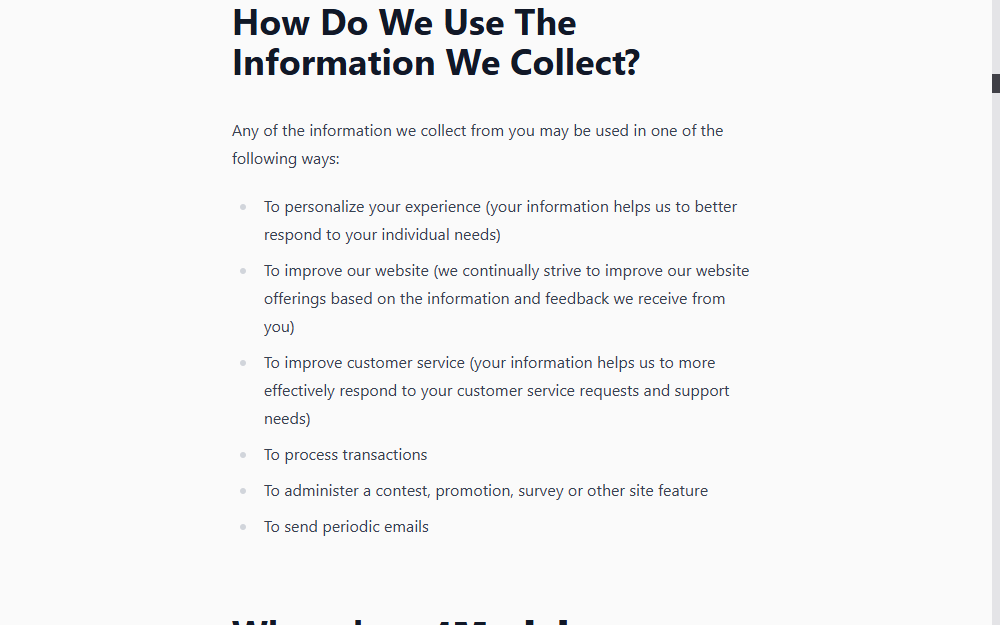 How Do We Use The
Information We Collect?
Any of the information we collect from you may be used in one of the
following ways:
To personalize your experience (your information helps us to better
respond to your individual needs)
To improve our website (we continually strive to improve our website
offerings based on the information and feedback we receive from
you)
To improve customer service (your information helps us to more
effectively respond to your customer service requests and support
needs)
To process transactions
To administer a contest, promotion, survey or other site feature
To send periodic emails